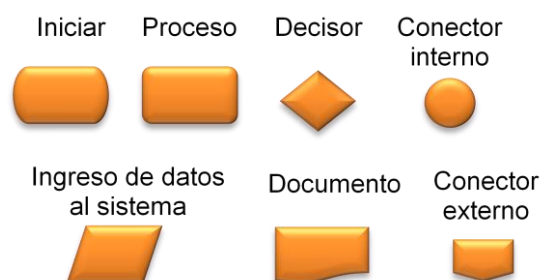 Iniciar
Proceso
Decisor
Conector
interno
Ingreso de datos
al sistema
Documento
Conector
externo